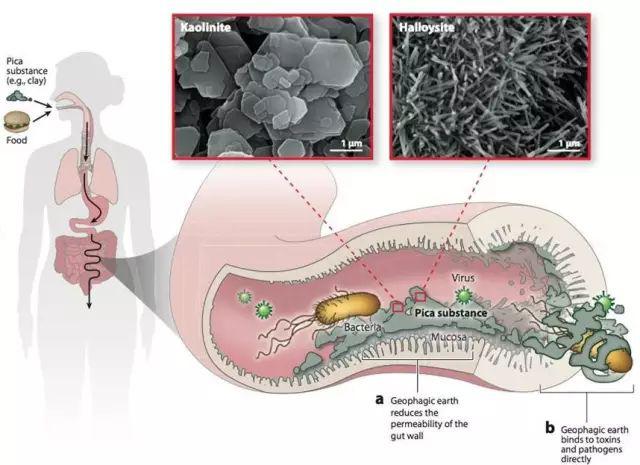 Kaolinite
Halloysite
1 µm
1 µm
Pica
substance
(e.g., clay)
Food
Virus
Bacteria
Pica substance
Mucosa
a Geophagic earth
reduces the
permeability of the
gut wall
b Geophagic earth
binds to toxins
and pathogens
directly